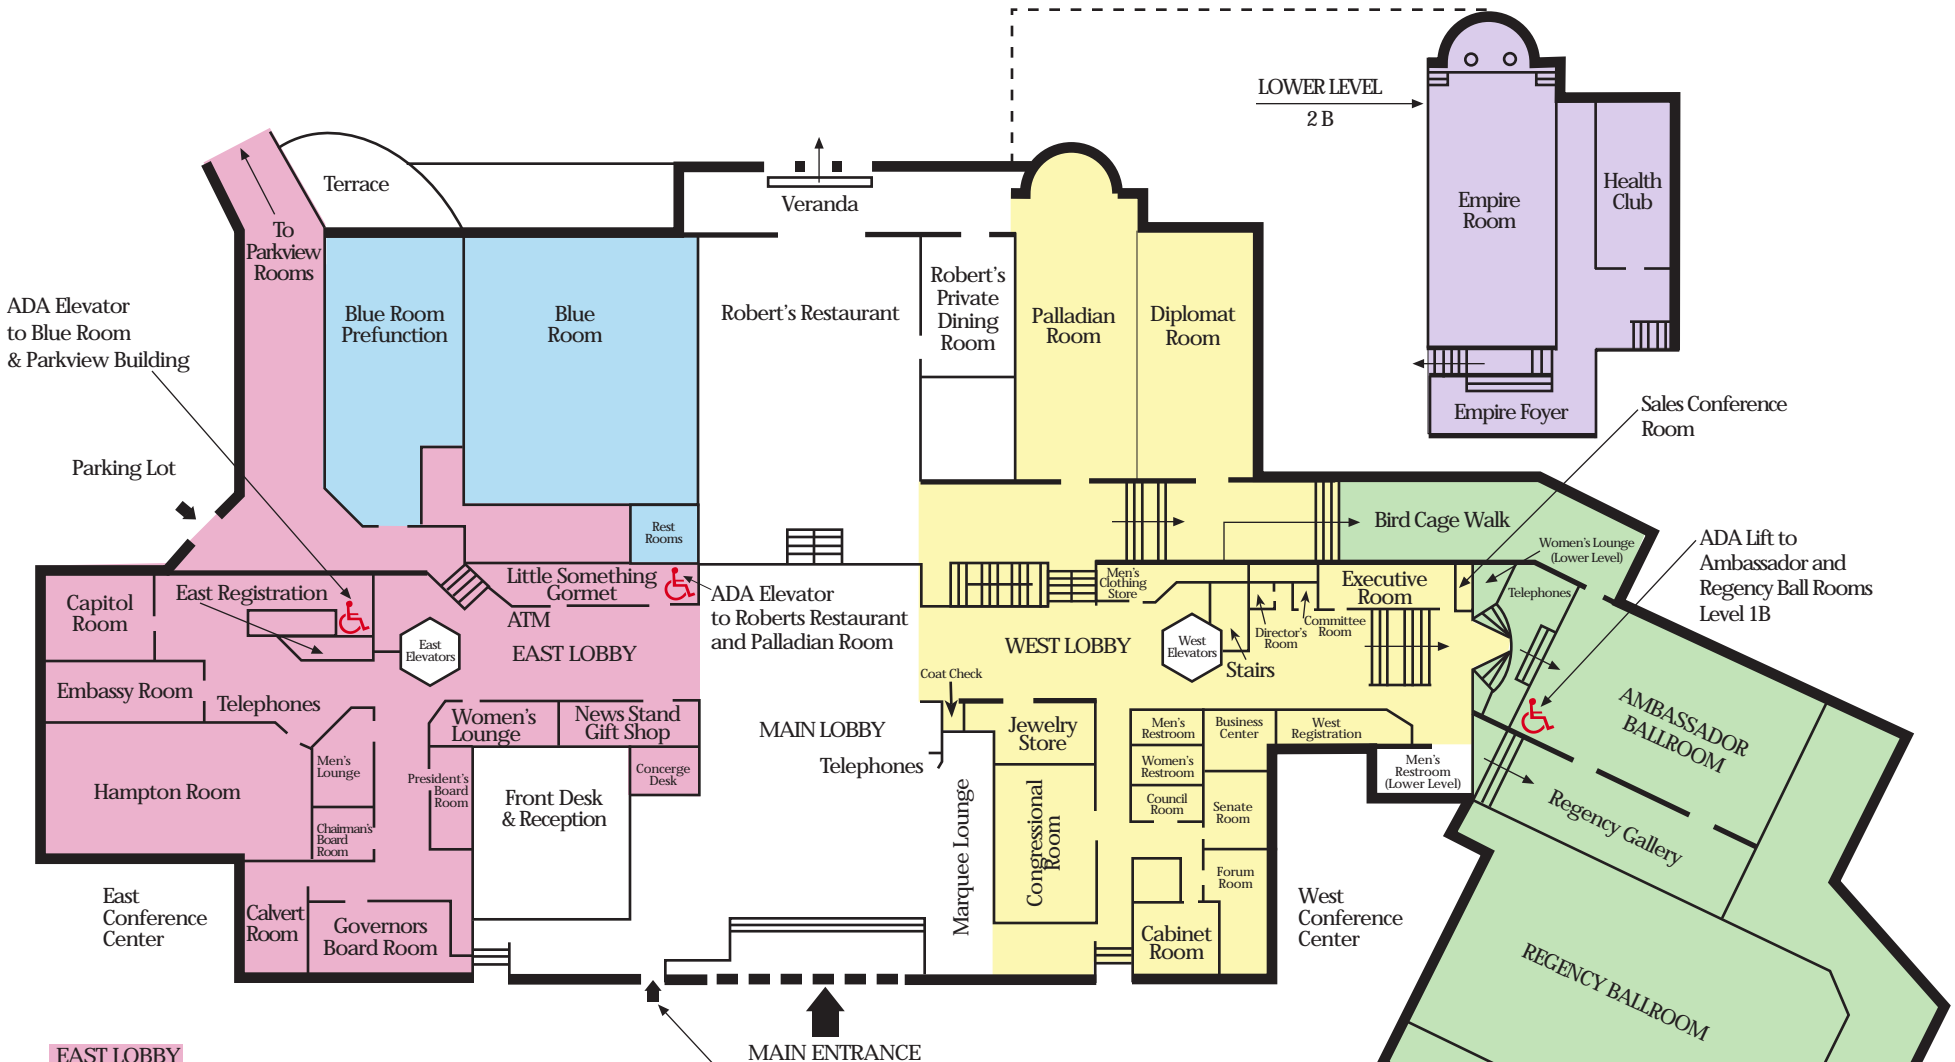 LOWER LEVEL
2 B
Empire
Room
Health
Club
Empire Foyer
Terrace
Veranda
To
Parkview
Rooms
ADA Elevator
to Blue Room
& Parkview Building
Parking Lot
Blue Room
Prefunction
Blue
Room
Rest
Rooms
Robert's Restaurant
Robert's
Private
Dining
Room
Palladian
Room
Diplomat
Room
Sales Conference
Room
Bird Cage Walk
Women's Lounge
(Lower Level)
Telephones
ADA Lift to
Ambassador and
Regency Ball Rooms
Level 1B
Capitol
Room
East Registration
Little Something
Gormet
ATM
East
Elevators
EAST LOBBY
ADA Elevator
to Roberts Restaurant
and Palladian Room
Men's
Clothing
Store
Executive
Room
Director's
Room
Committee
Room
WEST LOBBY
West
Elevators
Stairs
Coat Check
Embassy Room
Telephones
Women's
Lounge
News Stand
Gift Shop
Concerge
Desk
MAIN LOBBY
Telephones
Jewelry
Store
Men's
Restroom
Business
Center
West
Registration
Women's
Restroom
Men's
Restroom
(Lower Level)
Council
Room
Senate
Room
AMBASSADOR
BALLROOM
Regency Gallery
Hampton Room
Men's
Lounge
President's
Board
Room
Front Desk
& Reception
Chairman's
Board
Room
Marquee Lounge
Congressional
Room
Forum
Room
East
Conference
Center
Calvert
Room
Governors
Board Room
Cabinet
Room
West
Conference
Center
REGENCY BALLROOM
EAST LOBBY
MAIN ENTRANCE